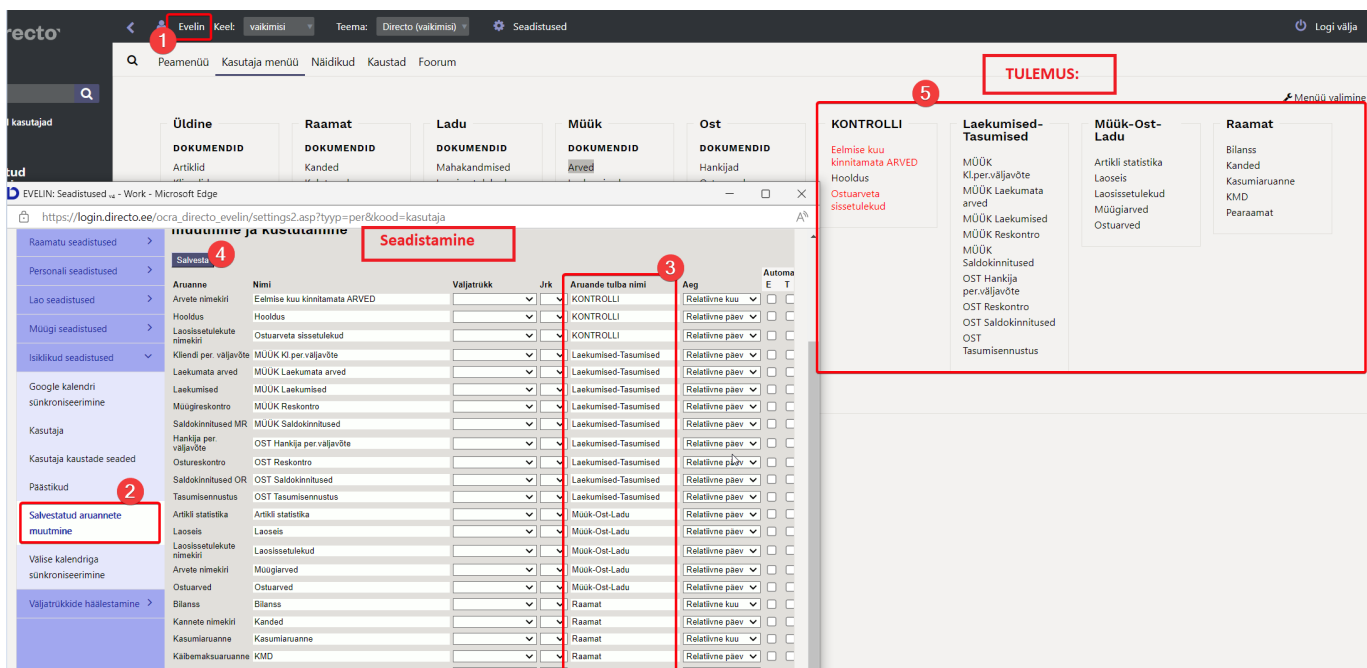 recto
Evelin
Keel:
vaikimisi
Teema:
Directo (vaikimisi)
Seadistused
Logi välja
1
Peamenüü
Kasutaja menüü
Näidikud
Kaustad
Foorum
TULEMUS:
5
Menüü valimine
kasutajad
tud
Üldine
DOKUMENDID
Artiklid
Raamat
DOKUMENDID
Kanded
Ladu
DOKUMENDID
Mahakandmised
Müük
DOKUMENDID
Arved
Ost
DOKUMENDID
Hankijad
KONTROLLI
Eelmise kuu
kinnitamata ARVED
Hooldus
Ostuarveta
sissetulekud
Laekumised-
Tasumised
MÜÜK
Kl.per.väljavõte
MÜÜK Laekumata
arved
MÜÜK Laekumised
MÜÜK Reskontro
MÜÜK
Saldokinnitused
OST Hankija
per.väljavõte
OST Reskontro
OST Saldokinnitused
OST
Tasumisennustus
Müük-Ost-
Ladu
Artikli statistika
Laoseis
Laosissetulekud
Müügiarved
Ostuarved
Raamat
Bilanss
Kanded
Kasumiaruanne
KMD
Pearaamat
EVELIN: Seadistused v4 - Work - Microsoft Edge
https://login.directo.ee/ocra_directo_evelin/settings2.asp?tyyp=per&kood=kasutaja
Raamatu seadistused
Personali seadistused
Lao seadistused
Müügi seadistused
Isiklikud seadistused
Google kalendri
sünkroniseerimine
Kasutaja
Kasutaja kaustade seaded
Päästikud
2
Salvestatud aruannete
muutmine
Välise kalendriga
sünkroniseerimine
Väljatrükkide häälestamine
muutmine ja kustutamine
Seadistamine
Salvesta
4
3
Automa
Aruanne Nimi Väljatrükk Jrk Aruande tulba nimi Aeg E T
Arvete nimekiri Eelmise kuu kinnitamata ARVED KONTROLLI Relatiivne kuu
Hooldus Hooldus KONTROLLI Relatiivne päev
Laosissetulekute
nimekiri Ostuarveta sissetulekud KONTROLLI Relatiivne päev
Kliendi per. väljavõte MÜÜK Kl.per.väljavõte Laekumised-Tasumised Relatiivne päev
Laekumata arved MÜÜK Laekumata arved Laekumised-Tasumised Relatiivne päev
Laekumised MÜÜK Laekumised Laekumised-Tasumised Relatiivne päev
Müügireskontro MÜÜK Reskontro Laekumised-Tasumised Relatiivne päev
Saldokinnitused MR MÜÜK Saldokinnitused Laekumised-Tasumised Relatiivne päev
Hankija per.
väljavõte OST Hankija per.väljavõte Laekumised-Tasumised Relatiivne päev
Ostureskontro OST Reskontro Laekumised-Tasumised Relatiivne päev
Saldokinnitused OR OST Saldokinnitused Laekumised-Tasumised Relatiivne päev
Tasumisennustus OST Tasumisennustus Laekumised-Tasumised Relatiivne päev
Artikli statistika Artikli statistika Müük-Ost-Ladu Relatiivne päev
Laoseis Laoseis Müük-Ost-Ladu Relatiivne päev
Laosissetulekute
nimekiri Laosissetulekud Müük-Ost-Ladu Relatiivne päev
Arvete nimekiri Müügiarved Müük-Ost-Ladu Relatiivne päev
Ostuarved Ostuarved Müük-Ost-Ladu Relatiivne päev
Bilanss Bilanss Raamat Relatiivne kuu
Kannete nimekiri Kanded Raamat Relatiivne päev
Kasumiaruanne Kasumiaruanne Raamat Relatiivne kuu
Käibemaksuaruanne KMD Raamat Relatiivne päev